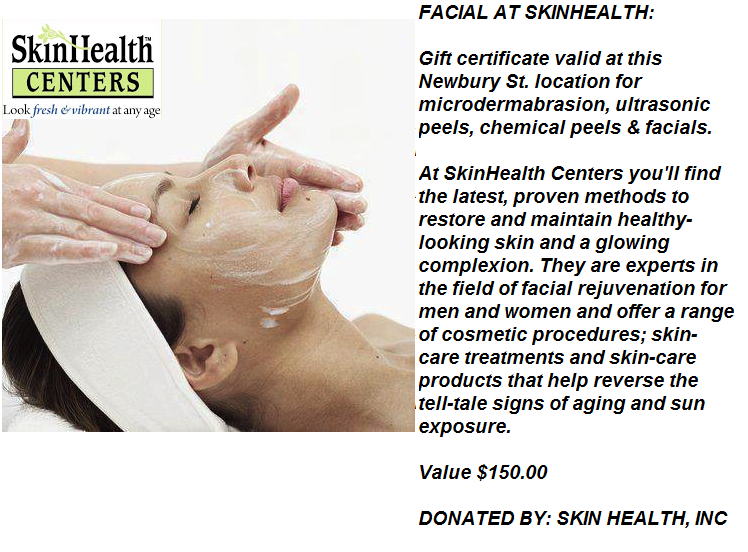 SkinHealth™
CENTERS
Look fresh & vibrant at any age
FACIAL AT SKINHEALTH:
Gift certificate valid at this
Newbury St. location for
microdermabrasion, ultrasonic
peels, chemical peels & facials.
At SkinHealth Centers you'll find
the latest, proven methods to
restore and maintain healthy-
looking skin and a glowing
complexion. They are experts in
the field of facial rejuvenation for
men and women and offer a range
of cosmetic procedures; skin-
care treatments and skin-care
products that help reverse the
tell-tale signs of aging and sun
exposure.
Value $150.00
DONATED BY: SKIN HEALTH, INC